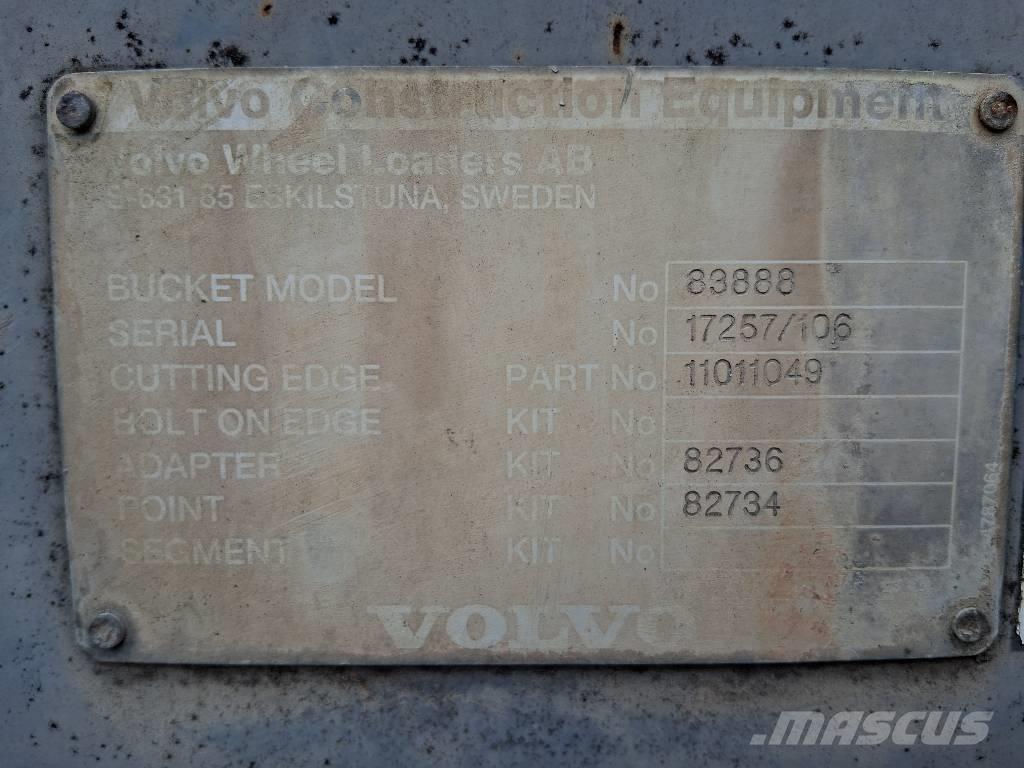 Volvo Construction Equipment
Volvo Wheel Loaders AB
S-631 85 ESKILSTUNA, SWEDEN
BUCKET MODEL No 83888
SERIAL No 17257/106
CUTTING EDGE PART No 11011049
BOLT ON EDGE KIT No
ADAPTER KIT No 82736
POINT KIT No 82734
SEGMENT KIT No
VOLVO
MASCUS